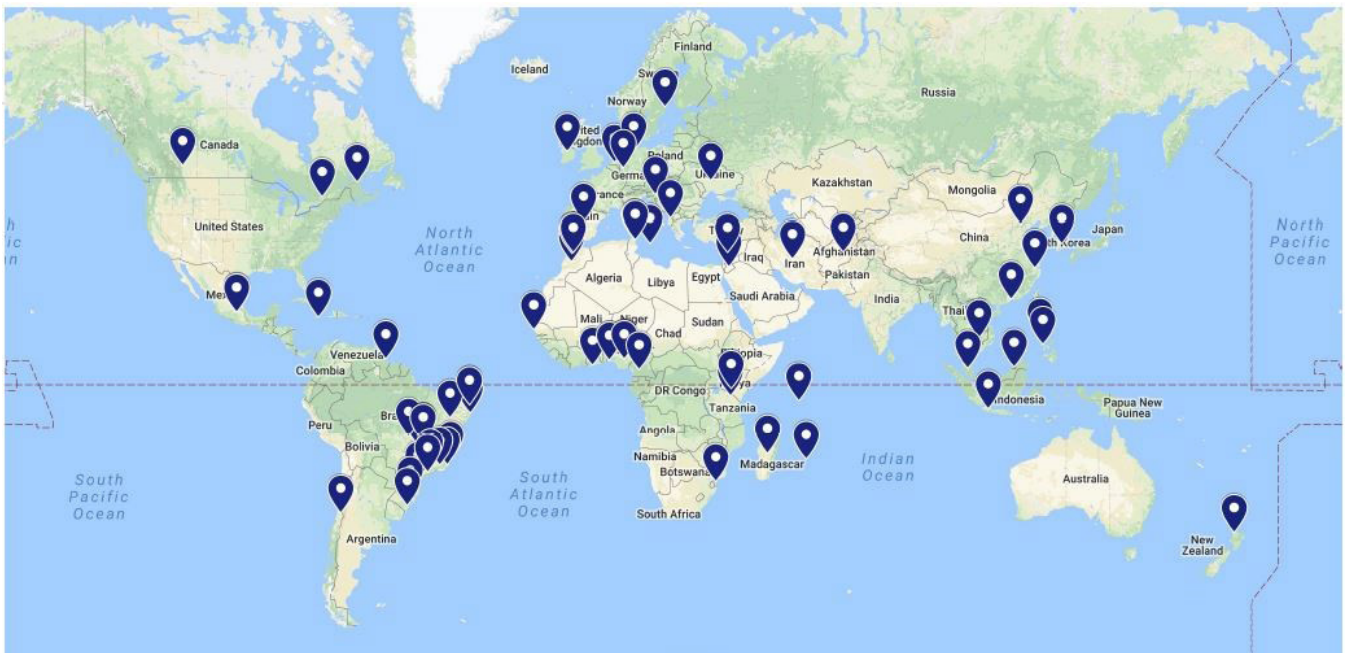 Iceland
Finland
Norway
Russia
Canada
Poland
Kazakhstan
Mongolia
United States
North
Atlantic
Ocean
North
Pacific
Ocean
Japan
China
Iraq
Iran
Afghanistan
Pakistan
Algeria
Libya
Egypt
Saudi Arabia
India
Mali
Niger
Chad
Sudan
Venezuela
Colombia
DR Congo
Tanzania
Papua New
Guinea
Peru
Bolivia
Angola
Namibia
Botswana
Madagascar
Indian
Ocean
Australia
South
Pacific
Ocean
South
Atlantic
Ocean
South Africa
Argentina
New
Zealand